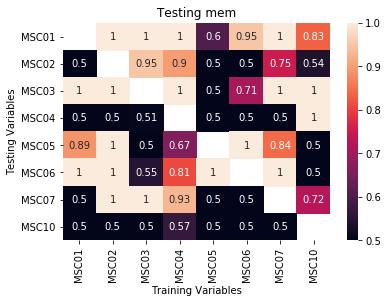 Testing mem
MSC01 1 1 1 0.6 0.95 1 0.83 1.0
MSC02 0.5 0.95 0.9 0.5 0.5 0.75 0.54
0.9
MSC03 1 1 1 0.5 0.71 1 1
0.8
MSC04 0.5 0.5 0.51 0.5 0.5 0.5 1
Testing Variables
MSC05 0.89 1 0.5 0.67 1 0.84 0.5
0.7
MSC06 1 1 0.55 0.81 1 1 0.5
0.6
MSC07 0.5 1 1 0.93 0.5 0.5 0.72
MSC10 0.5 0.5 0.5 0.57 0.5 0.5 0.5
0.5
MSC01 MSC02 MSC03 MSC04 MSC05 MSC06 MSC07 MSC10
Training Variables